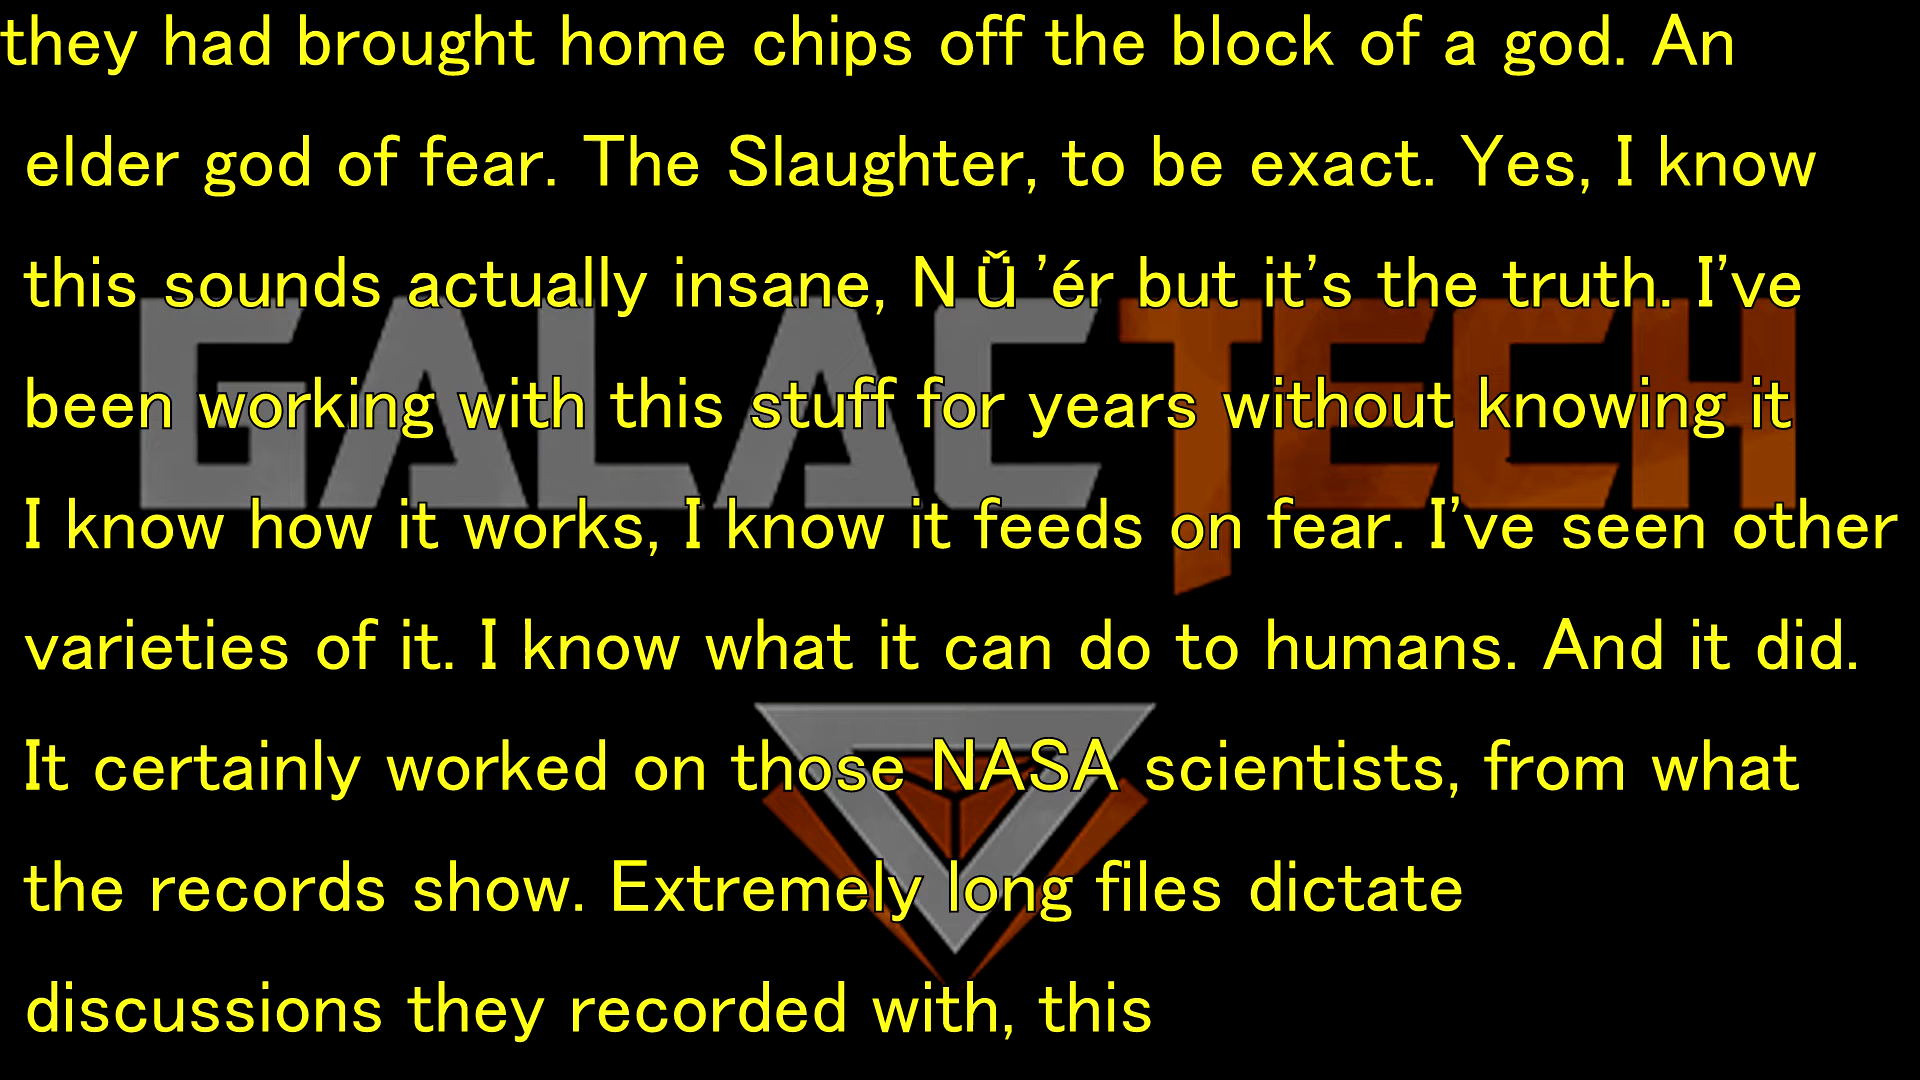 they had brought home chips off the block of a god. An
elder god of fear. The Slaughter, to be exact. Yes, I know
this sounds actually insane, N Ǚ ’ér but it’s the truth. I’ve
GALACTECH
been working with this stuff for years without knowing it
I know how it works, I know it feeds on fear. I’ve seen other
varieties of it. I know what it can do to humans. And it did.
It certainly worked on those NASA scientists, from what
the records show. Extremely long files dictate
discussions they recorded with, this